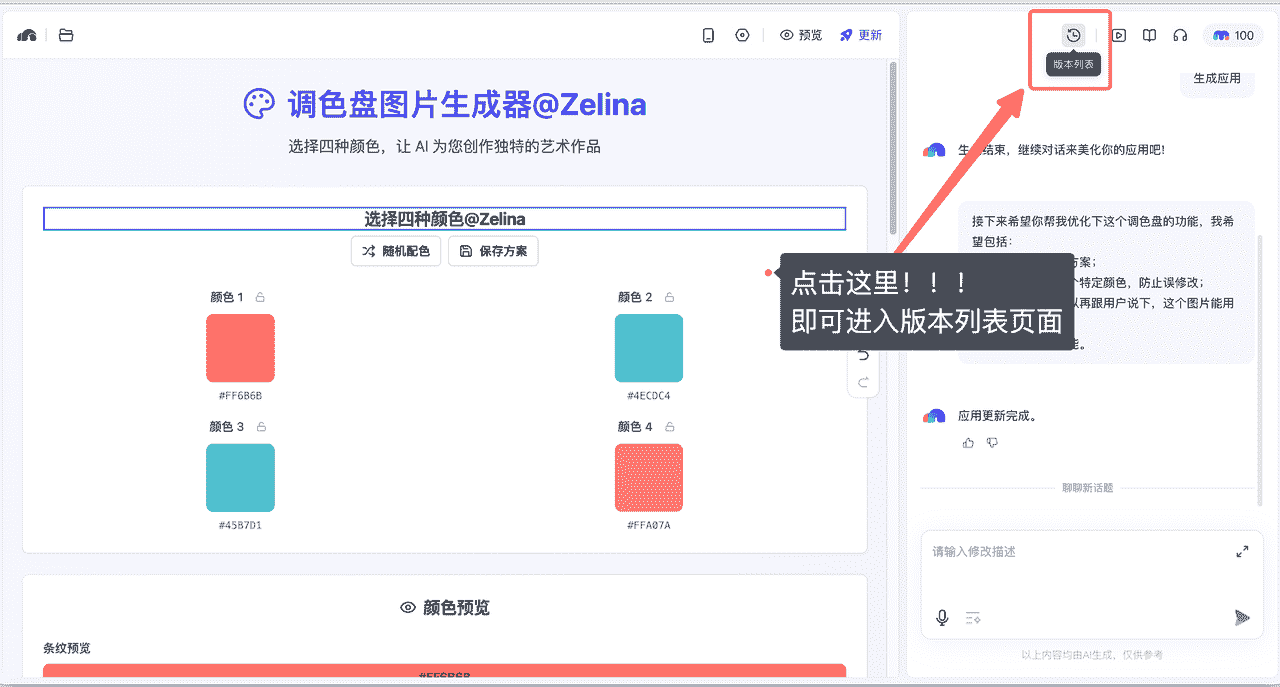 预览
更新
版本列表
100
生成应用
调色盘图片生成器@Zelina
选择四种颜色，让 AI 为您创作独特的艺术作品
选择四种颜色@Zelina
随机配色
保存方案
颜色 1
颜色 2
#FF6B6B
#4ECDC4
颜色 3
颜色 4
#45B7D1
#FFA07A
颜色预览
条纹预览
#FF6B6B
点击这里！！！
即可进入版本列表页面
结束，继续对话来美化你的应用吧!
接下来希望你帮我优化下这个调色盘的功能，我希
望包括：
方案；
特定颜色，防止误修改；
再跟用户说下，这个图片能用
应用更新完成。
聊聊新话题
请输入修改描述
以上内容均由AI生成，仅供参考